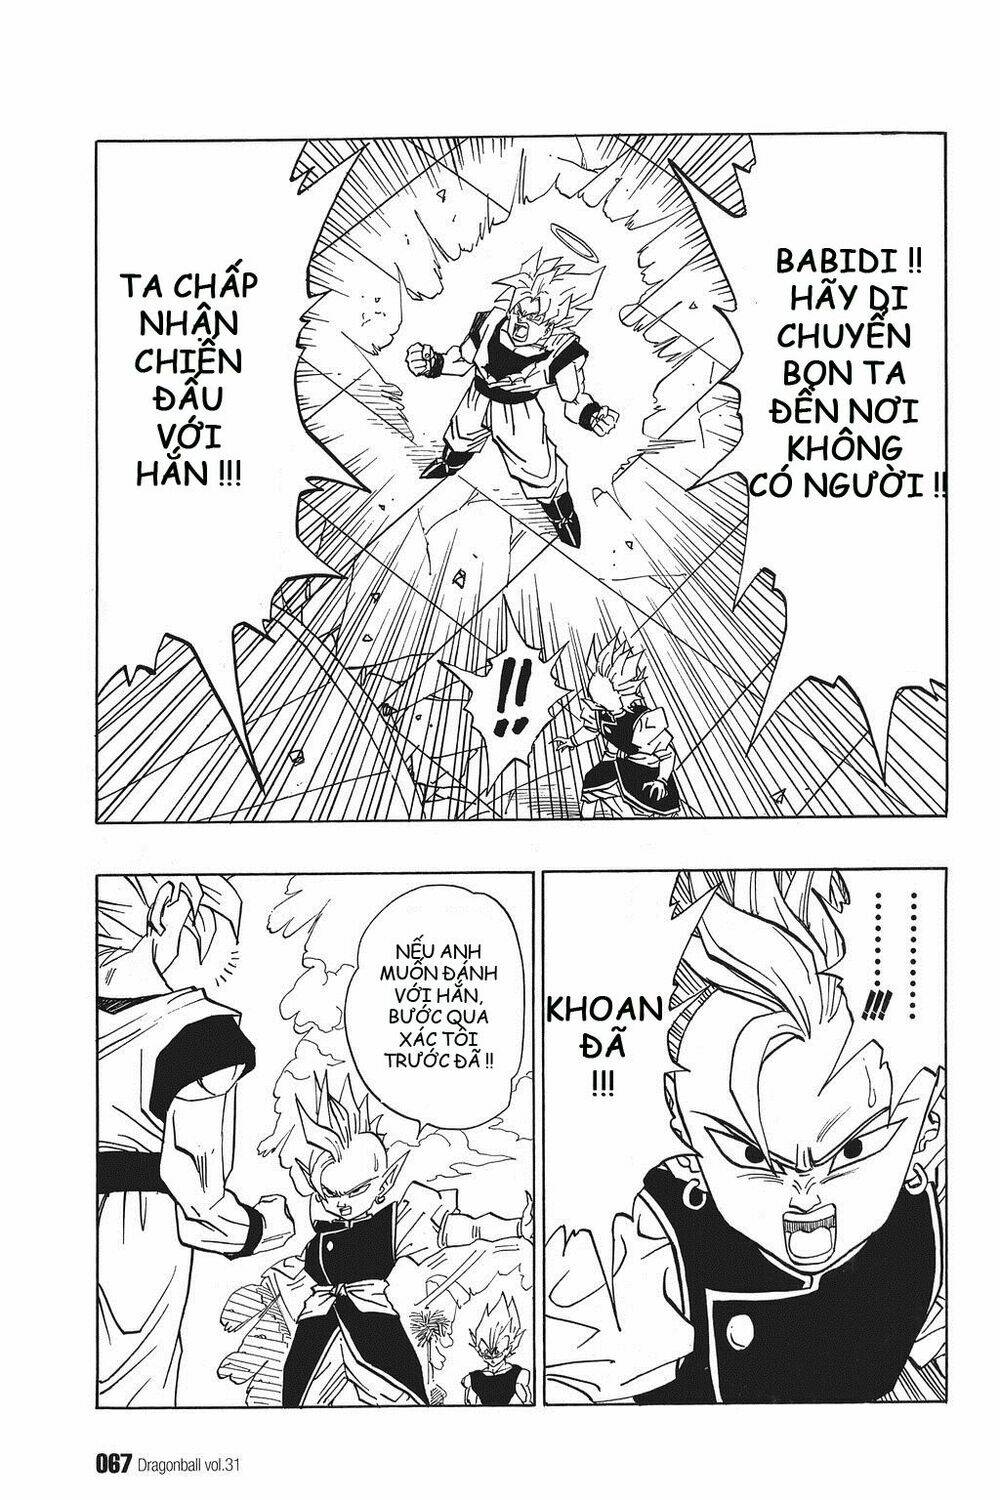 BABIDI !!
HÃY DI
CHUYỂN
BỌN TA
ĐẾN NƠI
KHÔNG
CÓ NGƯỜI !!
TA CHẤP
NHẬN
CHIẾN
ĐẤU
VỚI
HẮN !!!
!!
...........
..........!!!
KHOAN
ĐÃ
!!!
NẾU ANH
MUỐN ĐÁNH
VỚI HẮN,
BƯỚC QUA
XÁC TÔI
TRƯỚC ĐÃ !!
067 Dragonball vol.31